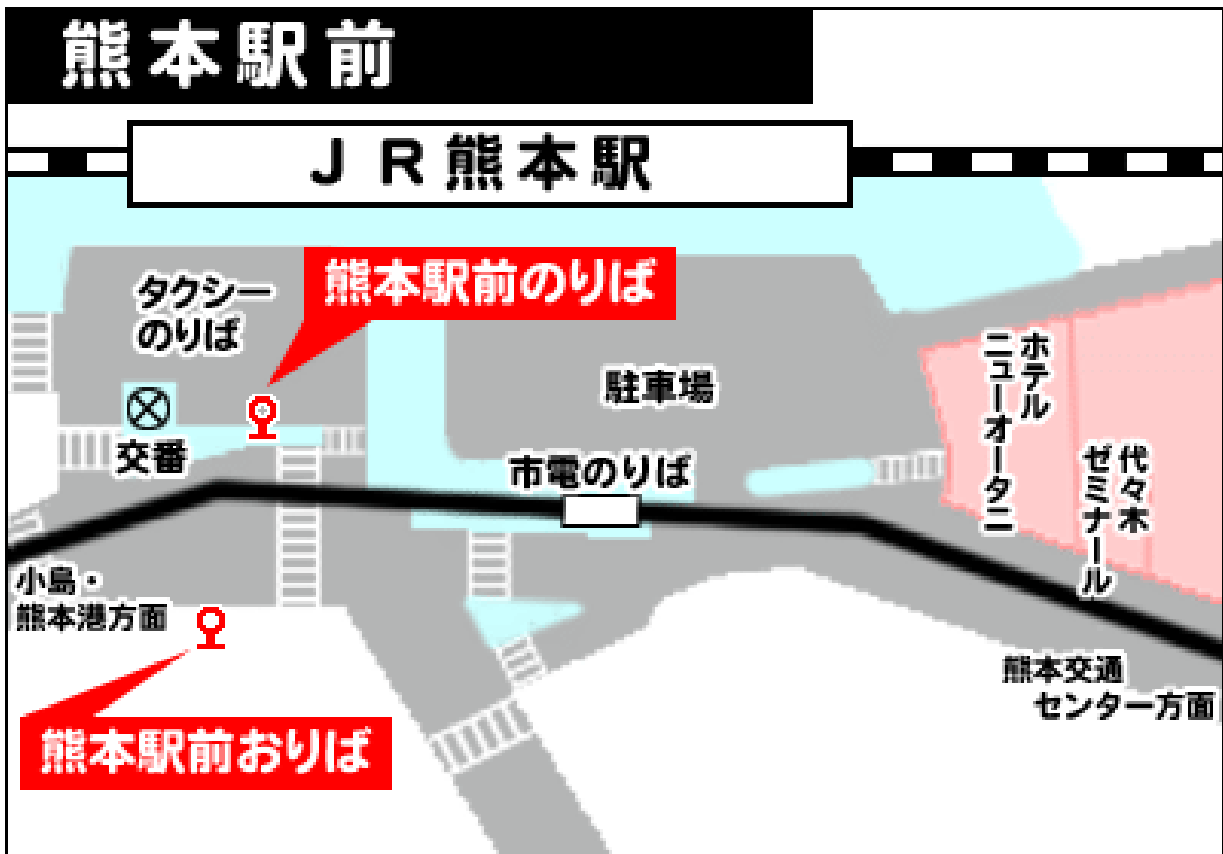 熊本駅前
JR熊本駅
タクシー
のりば
熊本駅前のりば
交番
駐車場
市電のりば
ホテル
ニューオータニ
代々木
ゼミナール
小島・
熊本港方面
熊本駅前おりば
熊本交通
センター方面